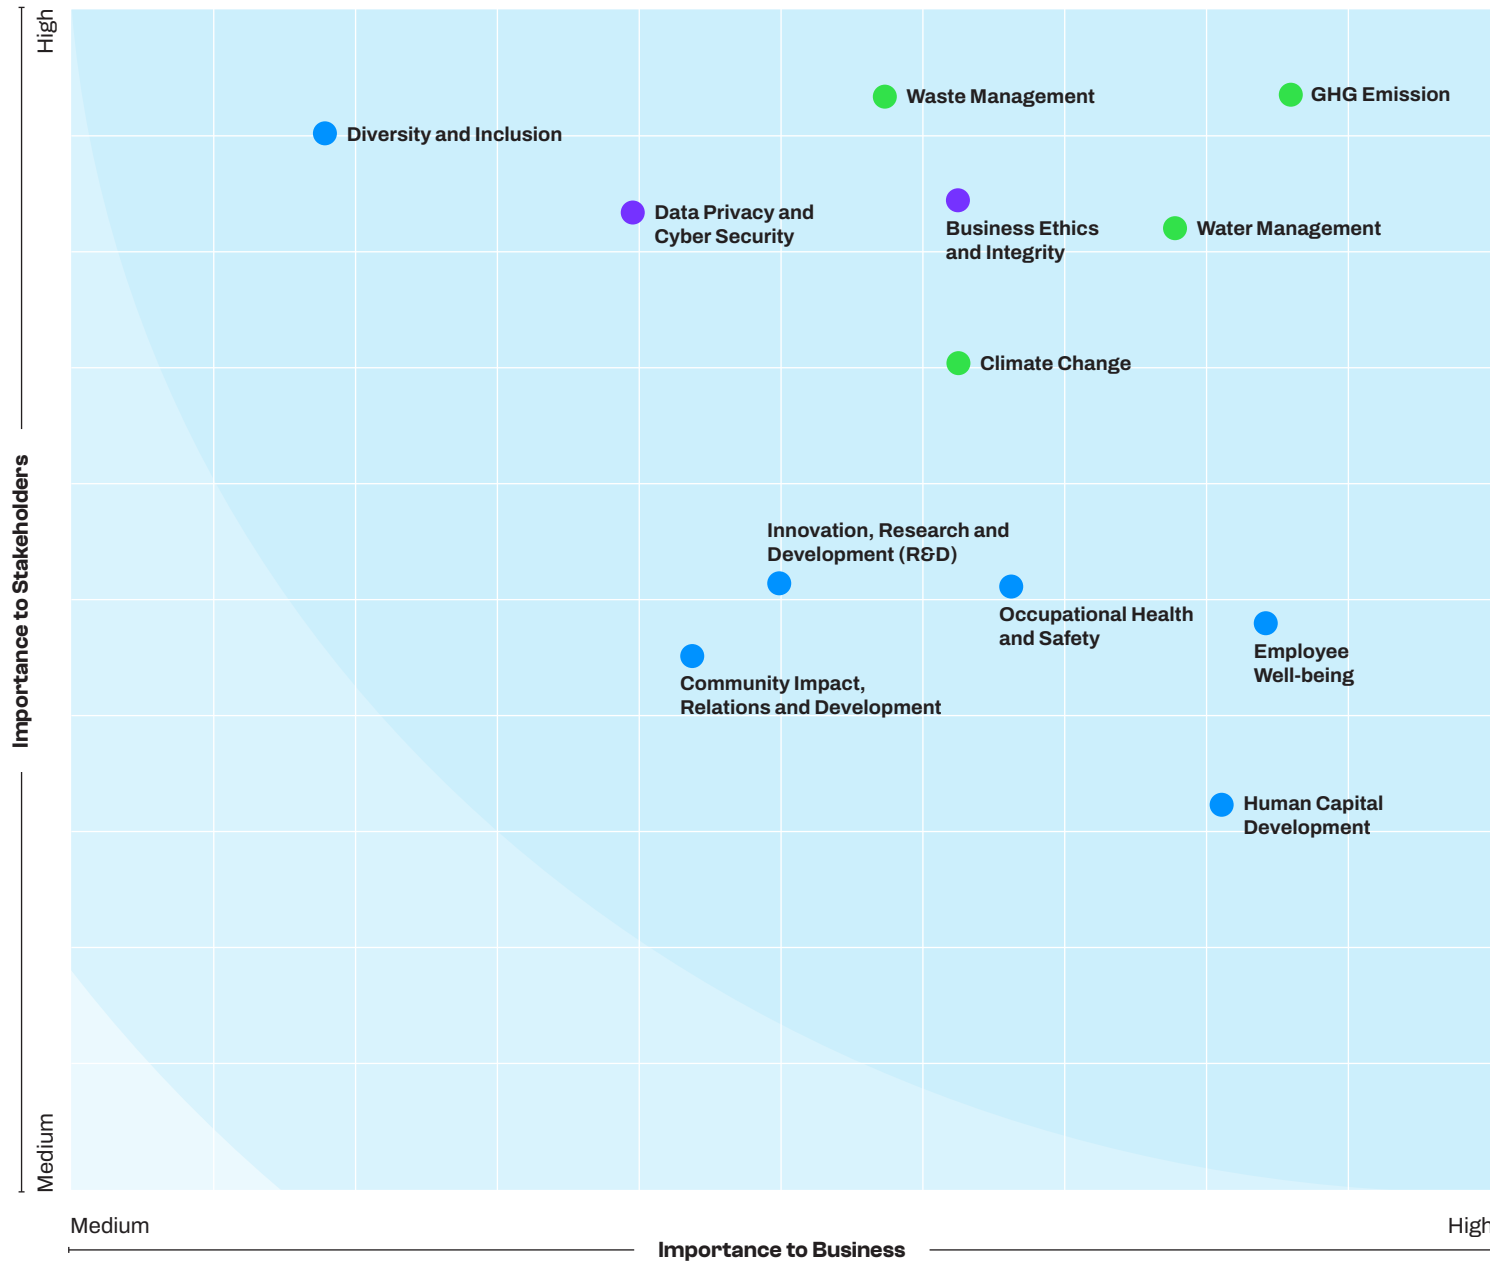 High
Waste Management
GHG Emission
Diversity and Inclusion
Data Privacy and
Cyber Security
Business Ethics
and Integrity
Water Management
Climate Change
Importance to Stakeholders
Innovation, Research and
Development (R&D)
Occupational Health
and Safety
Employee
Well-being
Community Impact,
Relations and Development
Human Capital
Development
Medium
Medium
High
Importance to Business